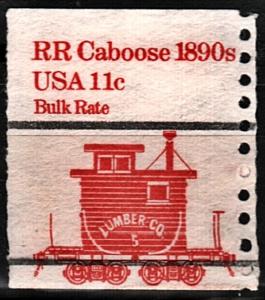 RR Caboose 1890s
USA 11c
Bulk Rate
LUMBER·CO.
5